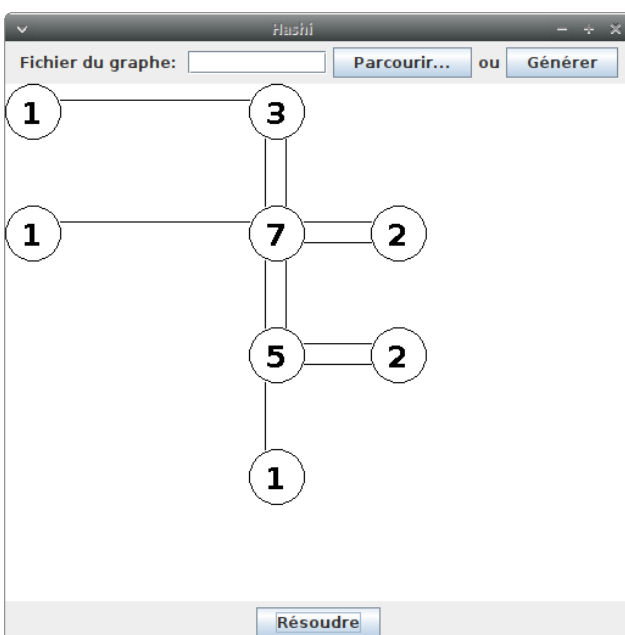 Hashi
Fichier du graphe: Parcourir... ou Générer
1 3
1 7 2
5 2
1
Résoudre